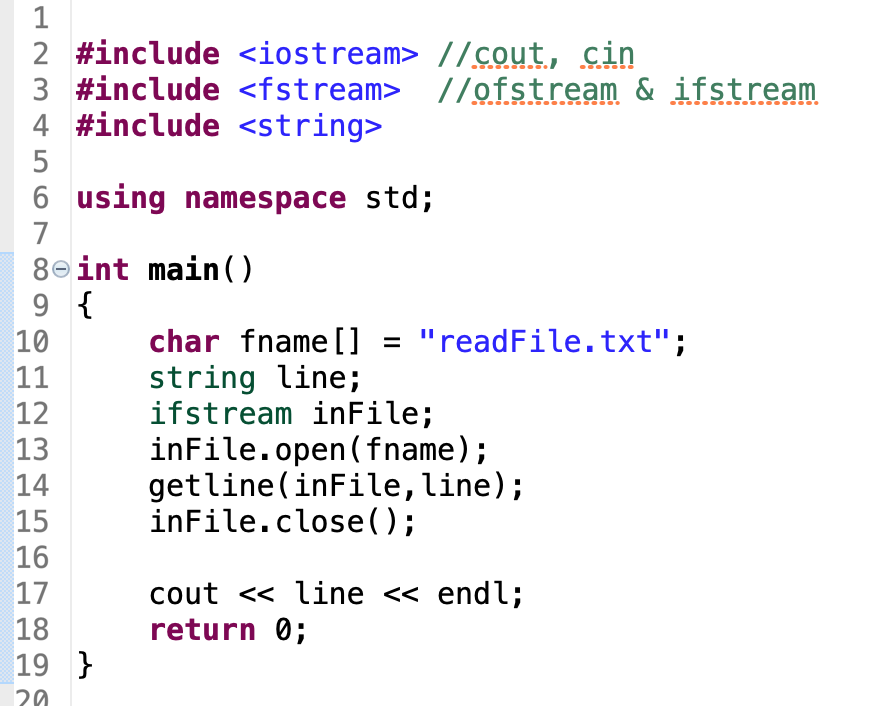 1
2 #include <iostream> //cout, cin
3 #include <fstream>  //ofstream & ifstream
4 #include <string>
5
6 using namespace std;
7
8 int main()
9 {
10     char fname[] = "readFile.txt";
11     string line;
12     ifstream inFile;
13     inFile.open(fname);
14     getline(inFile,line);
15     inFile.close();
16
17     cout << line << endl;
18     return 0;
19 }
20